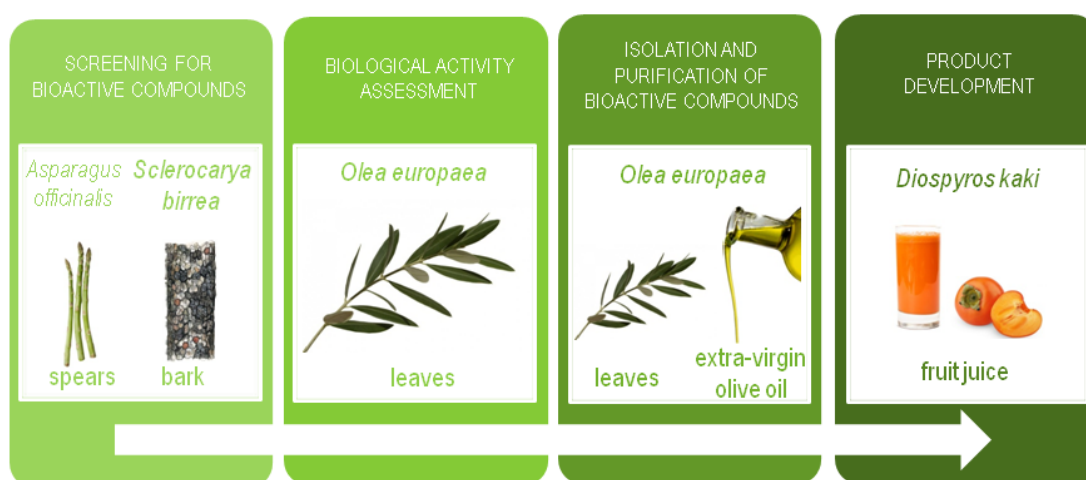 SCREENING FOR
BIOACTIVE COMPOUNDS
Asparagus
officinalis
Sclerocarya
birrea
spears
bark
BIOLOGICAL ACTIVITY
ASSESSMENT
Olea europaea
leaves
ISOLATION AND
PURIFICATION OF
BIOACTIVE COMPOUNDS
Olea europaea
leaves
extra-virgin
olive oil
PRODUCT
DEVELOPMENT
Diospyros kaki
fruit juice